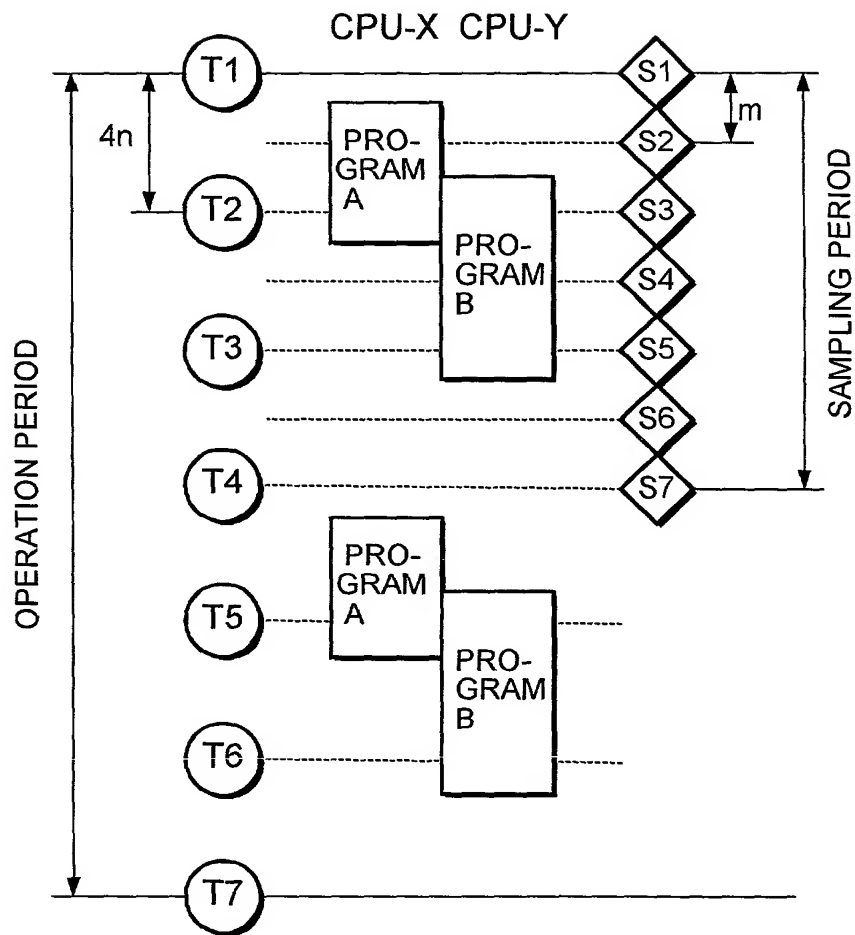 CPU-X CPU-Y
T1
S1
4n
m
PRO-
GRAM
A
S2
T2
S3
PRO-
GRAM
B
S4
T3
S5
S6
T4
S7
OPERATION PERIOD
SAMPLING PERIOD
PRO-
GRAM
A
T5
PRO-
GRAM
B
T6
T7